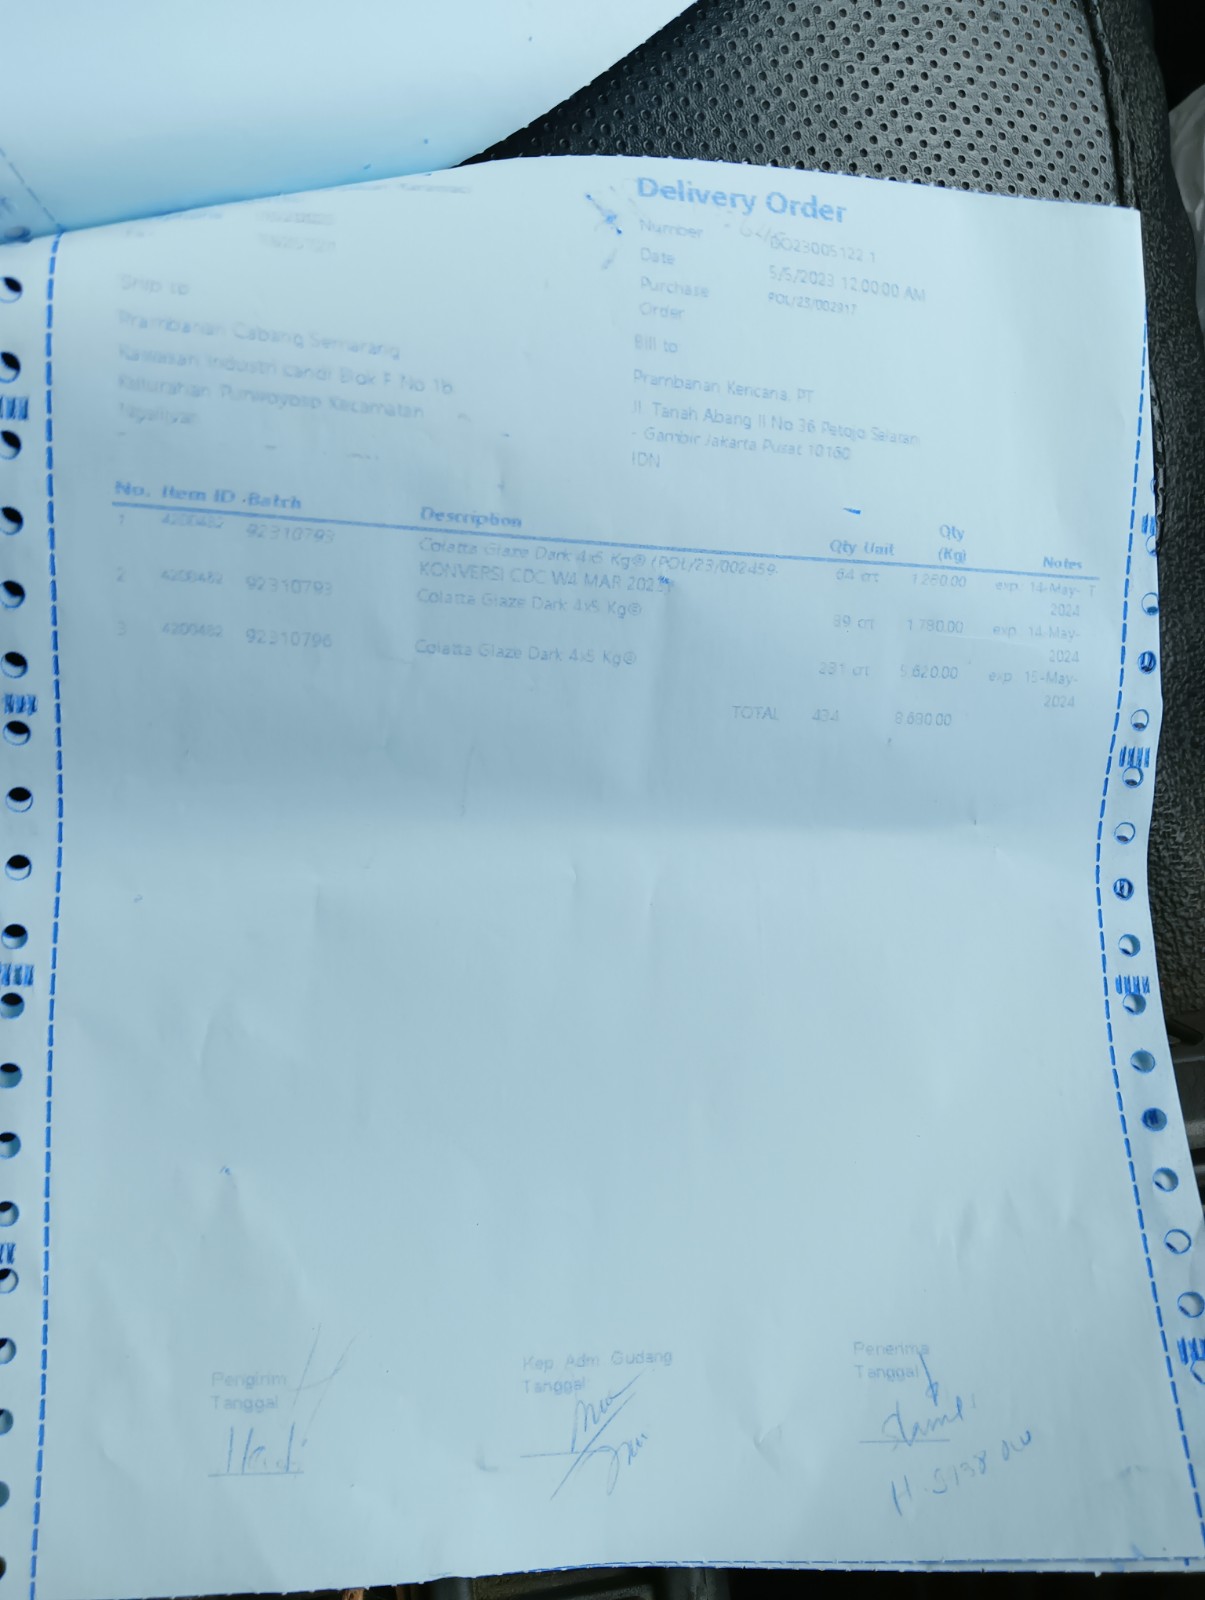 Delivery Order
Number DO23005122 1
Date 5/5/2023 12:00:00 AM
Purchase Order POL/23/002917
Ship to
Prambanan Cabang Semarang
Kawasan Industri candi Blok F No 1b
Kelurahan Purwoyoso Kecamatan
Ngaliyan
Bill to
Prambanan Kencana, PT
Jl. Tanah Abang II No 36 Petojo Selatan
- Gambir Jakarta Pusat 10160
IDN
No. Item ID Batch Description Qty Unit Qty (Kg) Notes
1 4200482 92310793 Colatta Glaze Dark 4x5 Kg® (POL/23/002459- 64 crt 1.280.00 exp 14-May-
KONVERSI CDC W4 MAR 2023) 2024
2 4200482 92310793 Colatta Glaze Dark 4x5 Kg® 89 crt 1.780.00 exp 14-May-
2024
3 4200482 92310796 Colatta Glaze Dark 4x5 Kg® 281 crt 5.620.00 exp 15-May-
2024
TOTAL 434 8.680.00
Pengirim
Tanggal
Kep Adm Gudang
Tanggal
Penerima
Tanggal